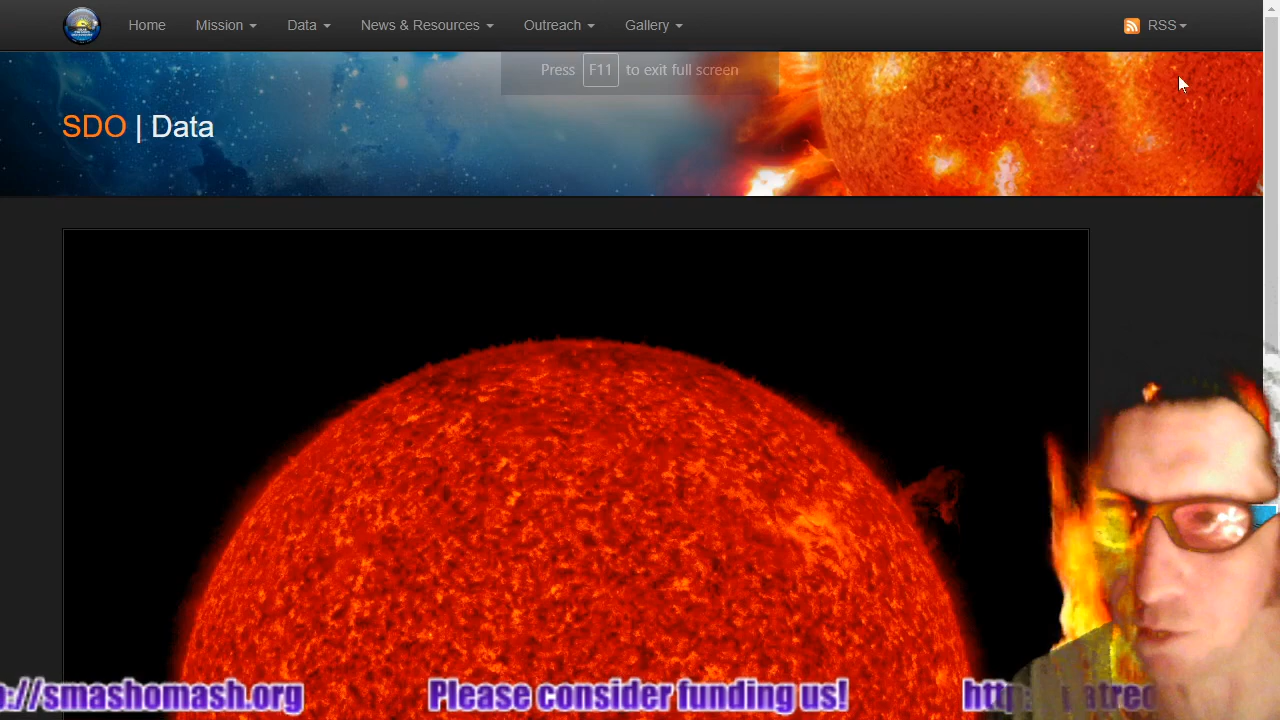 Home Mission Data News & Resources Outreach Gallery RSS
Press F11 to exit full screen
SDO | Data
://smashomash.org Please consider funding us!